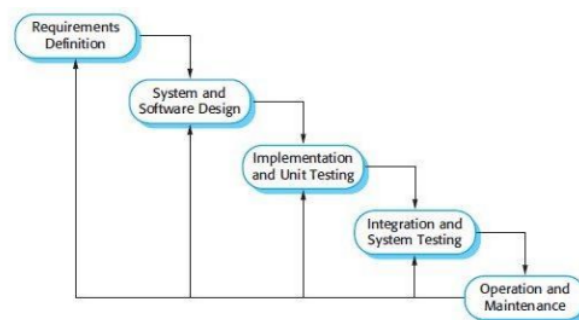 Requirements
Definition
System and
Software Design
Implementation
and Unit Testing
Integration and
System Testing
Operation and
Maintenance